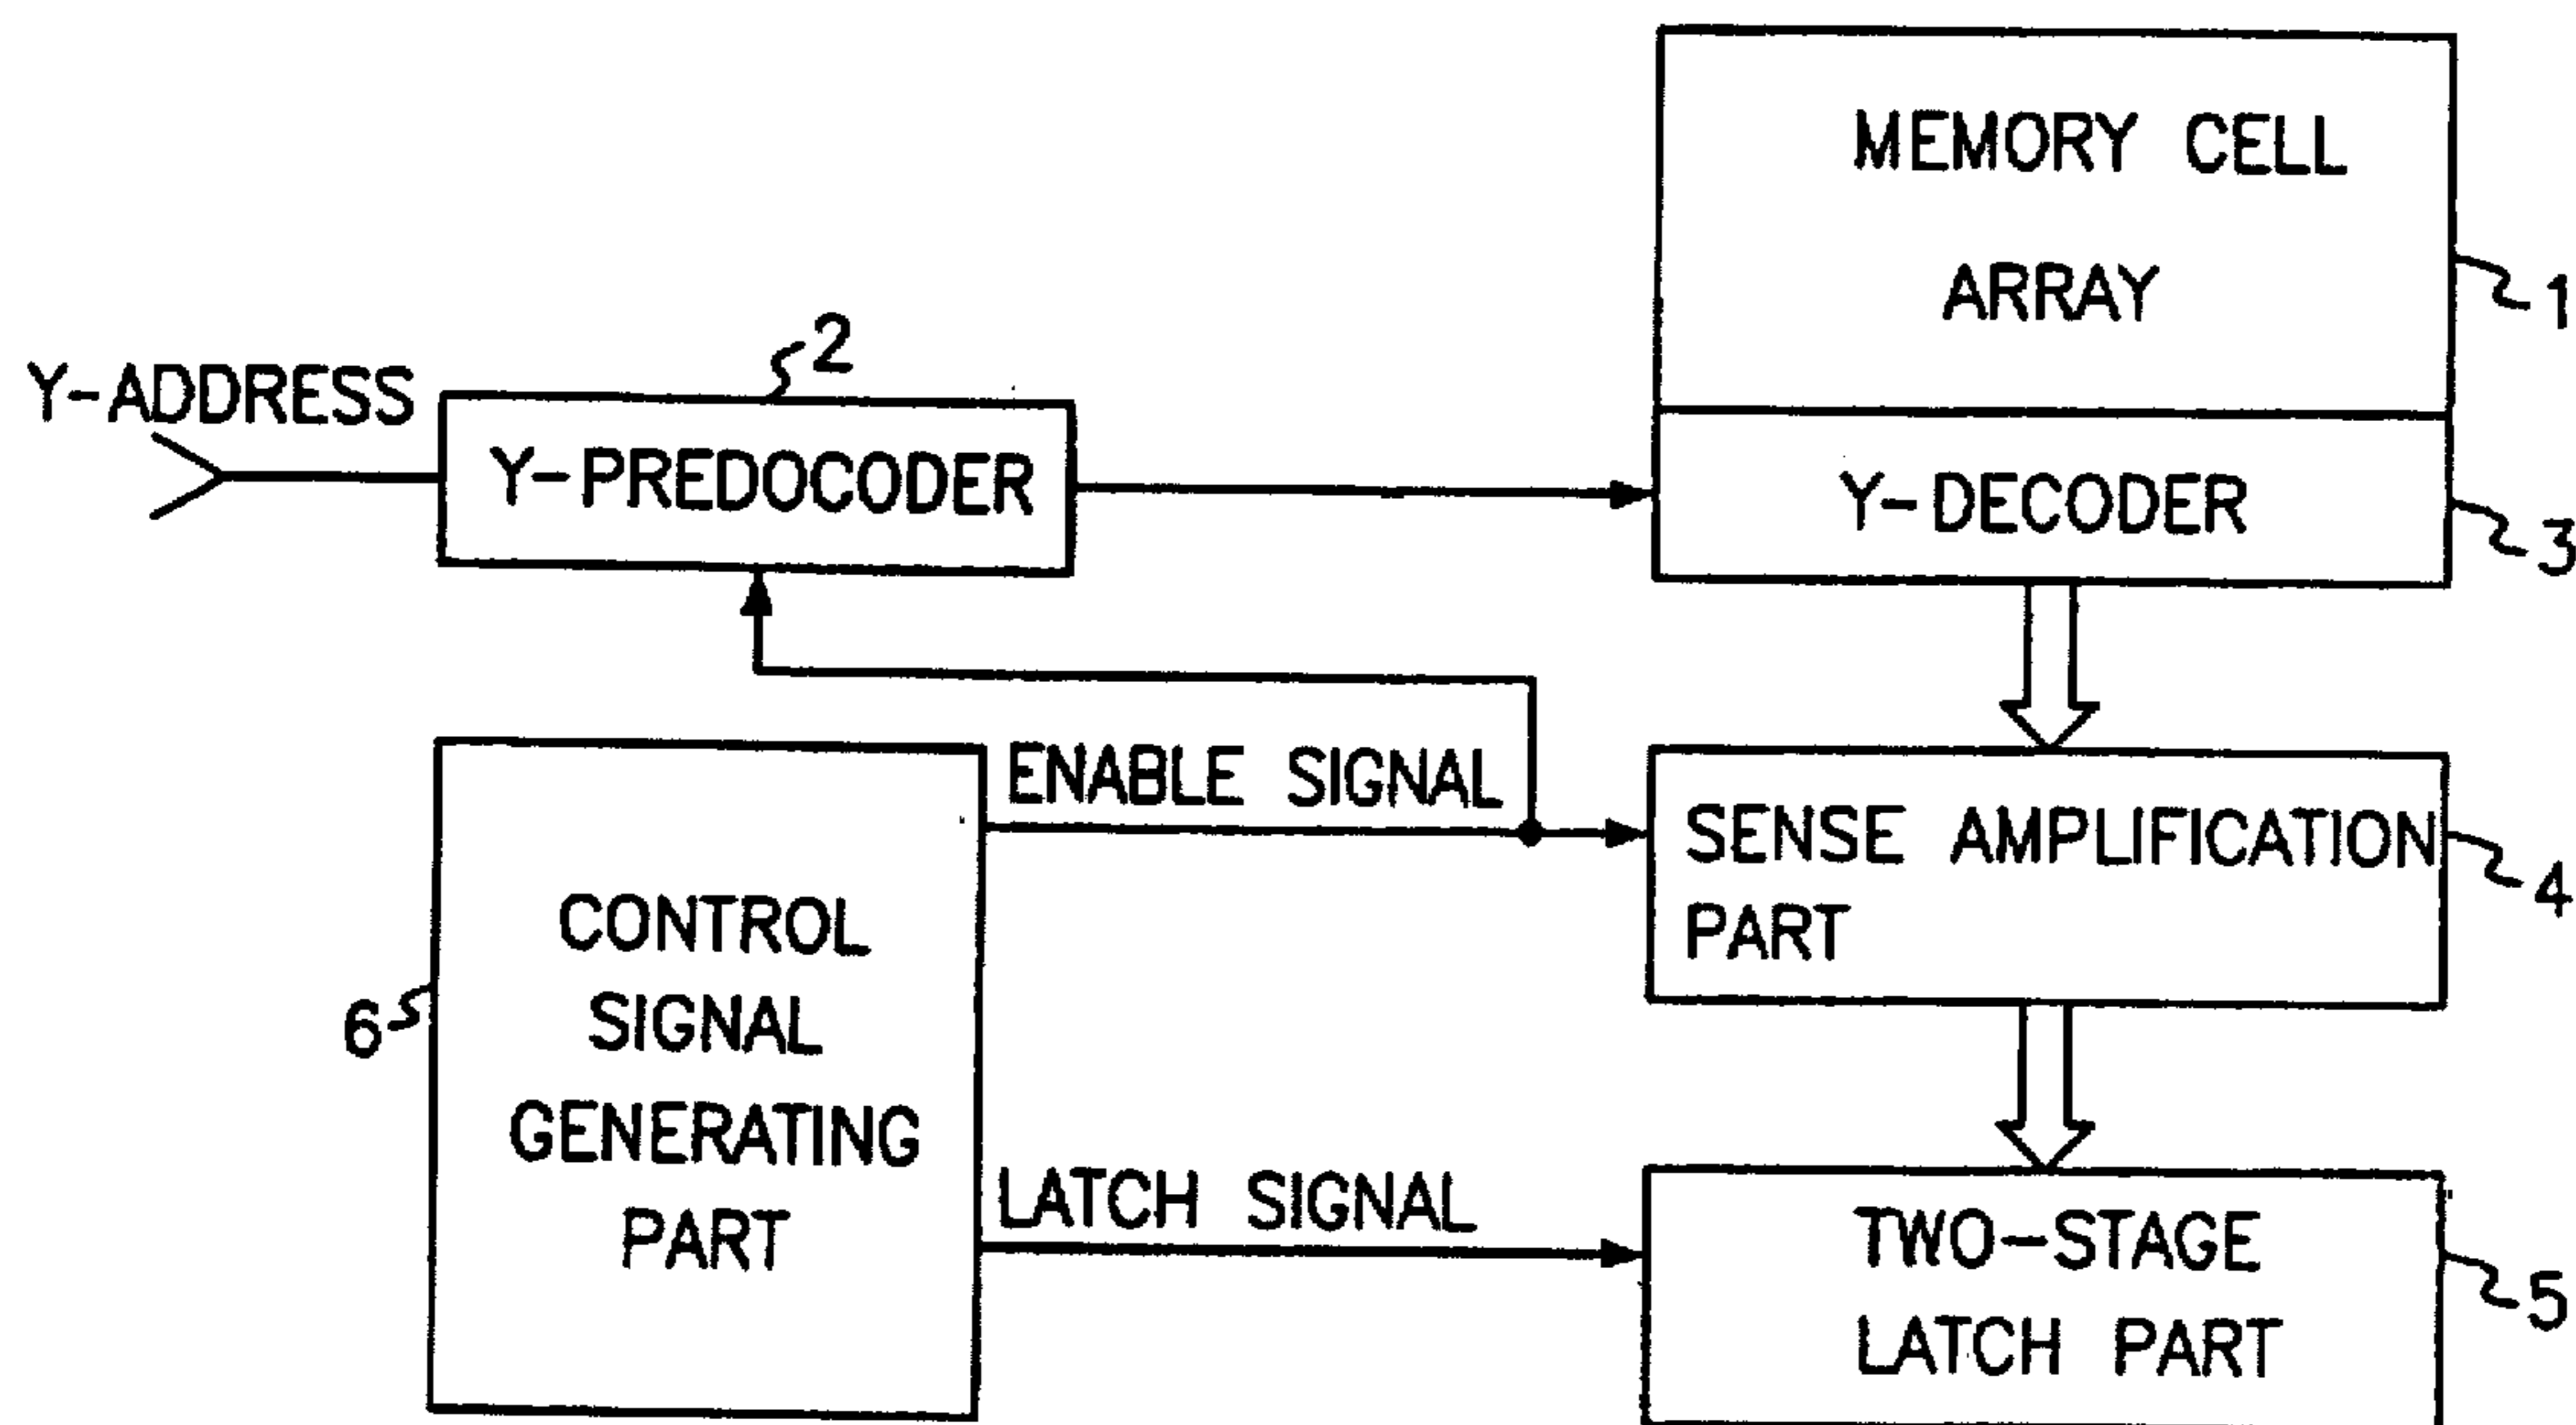 MEMORY CELL
ARRAY
1
2
Y-ADDRESS
Y-PREDOCODER
Y-DECODER
3
ENABLE SIGNAL
SENSE AMPLIFICATION
PART
4
CONTROL
SIGNAL
GENERATING
PART
6
LATCH SIGNAL
TWO-STAGE
LATCH PART
5